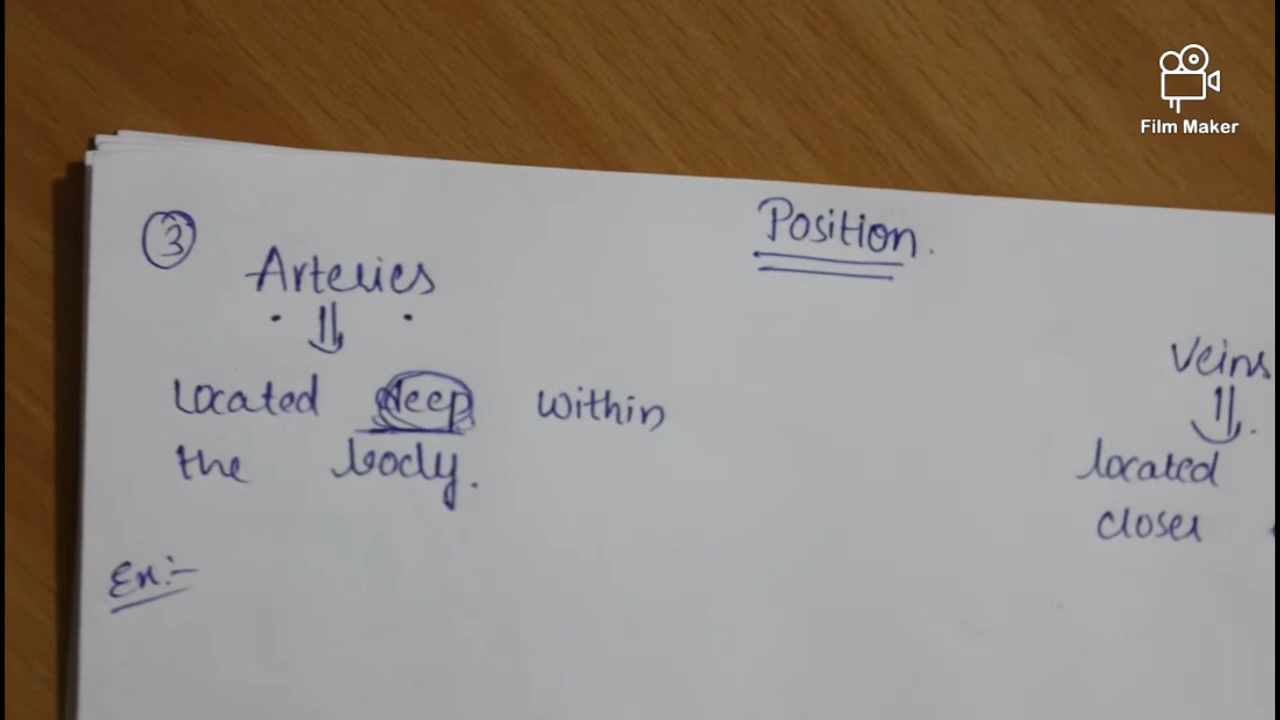 Film Maker
Position.
③
Arteries
Located deep within
the body.
Ex:-
Veins
located
closer